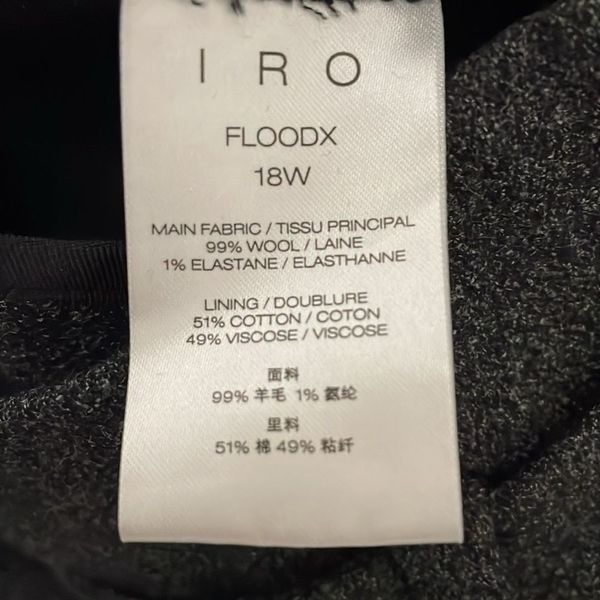 IRO
FLOODX
18W
MAIN FABRIC / TISSU PRINCIPAL
99% WOOL / LAINE
1% ELASTANE / ELASTHANNE
LINING / DOUBLURE
51% COTTON / COTON
49% VISCOSE / VISCOSE
面料
99% 羊毛 1% 氨纶
里料
51% 棉 49% 粘纤